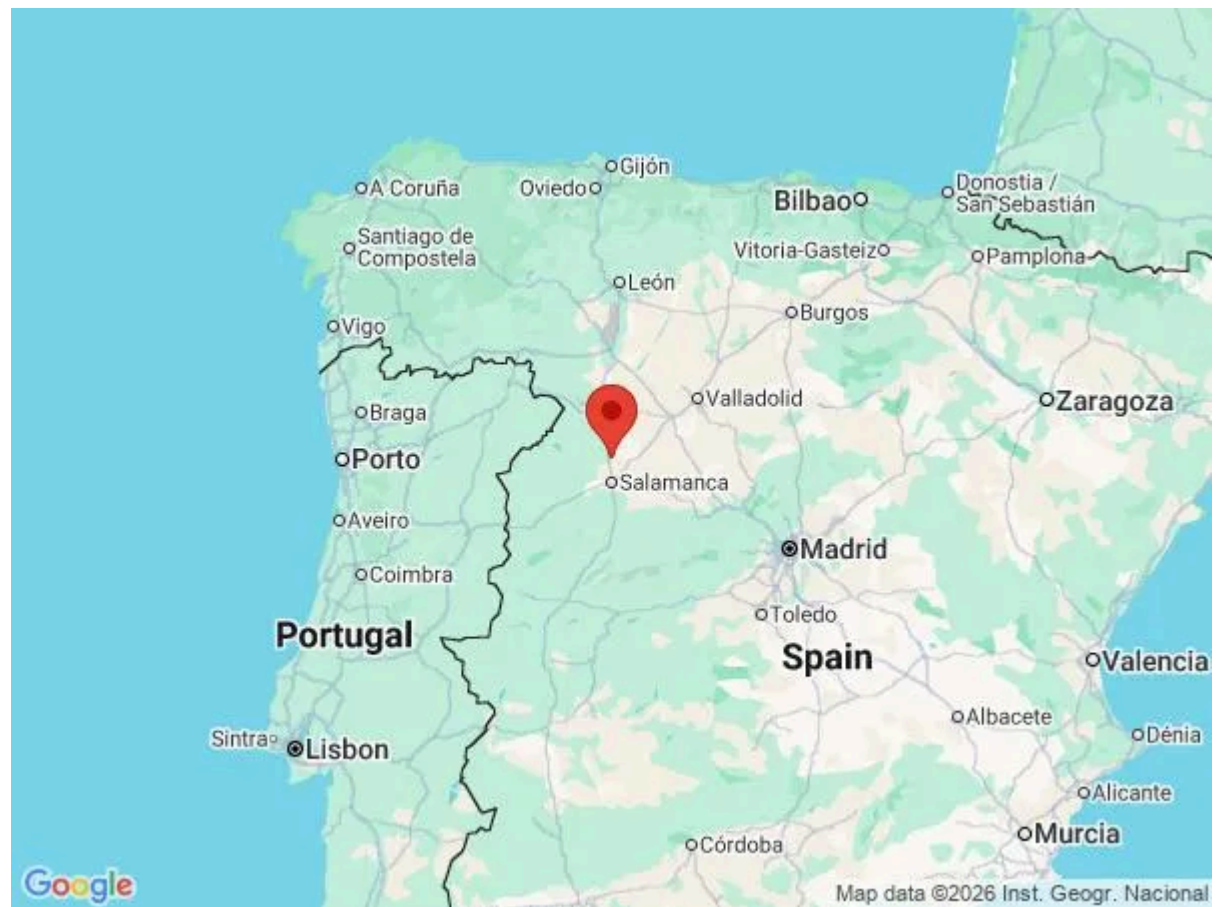 Gijón
A Coruña
Oviedo
Bilbao
Donostia /
San Sebastián
Santiago de
Compostela
Vitoria-Gasteiz
Pamplona
León
Burgos
Vigo
Valladolid
Zaragoza
Braga
Porto
Salamanca
Aveiro
Madrid
Coimbra
Toledo
Portugal
Spain
Valencia
Albacete
Sintra
Lisbon
Dénia
Alicante
Murcia
Córdoba
Google
Map data ©2026 Inst. Geogr. Nacional